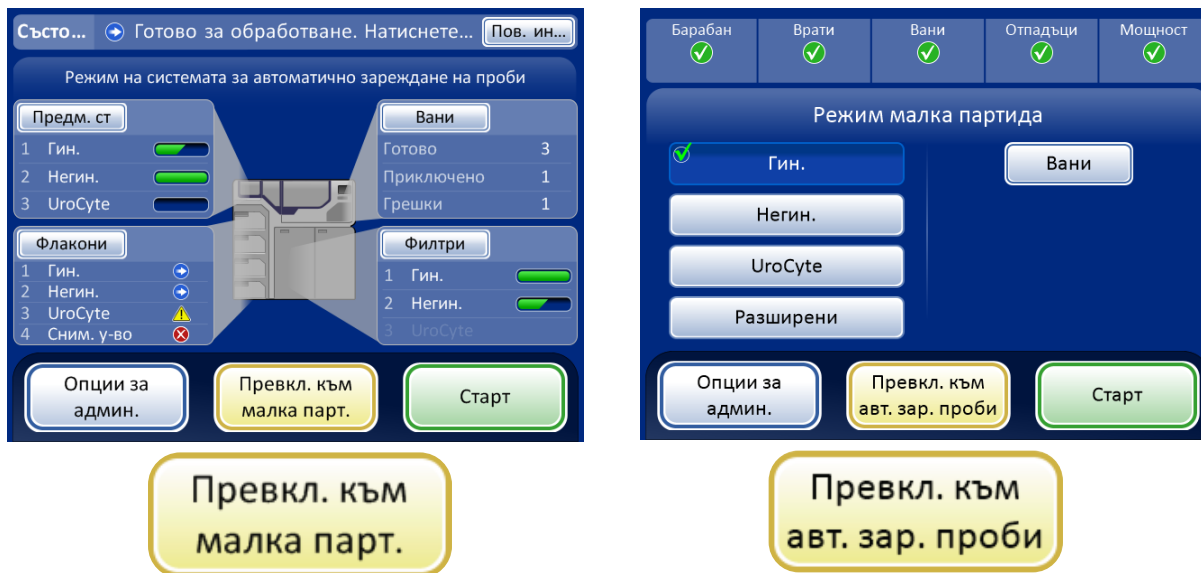 Състо... Готово за обработване. Натиснете... Пов. ин...
Режим на системата за автоматично зареждане на проби
Предм. ст
1 Гин.
2 Негин.
3 UroCyte
Вани
Готово 3
Приключено 1
Грешки 1
Флакони
1 Гин.
2 Негин.
3 UroCyte
4 Сним. у-во
Филтри
1 Гин.
2 Негин.
3 UroCyte
Опции за
админ.
Превкл. към
малка парт.
Старт
Превкл. към
малка парт.
Барабан Врати Вани Отпадъци Мощност
Режим малка партида
Гин.
Негин.
UroCyte
Разширени
Вани
Опции за
админ.
Превкл. към
авт. зар. проби
Старт
Превкл. към
авт. зар. проби